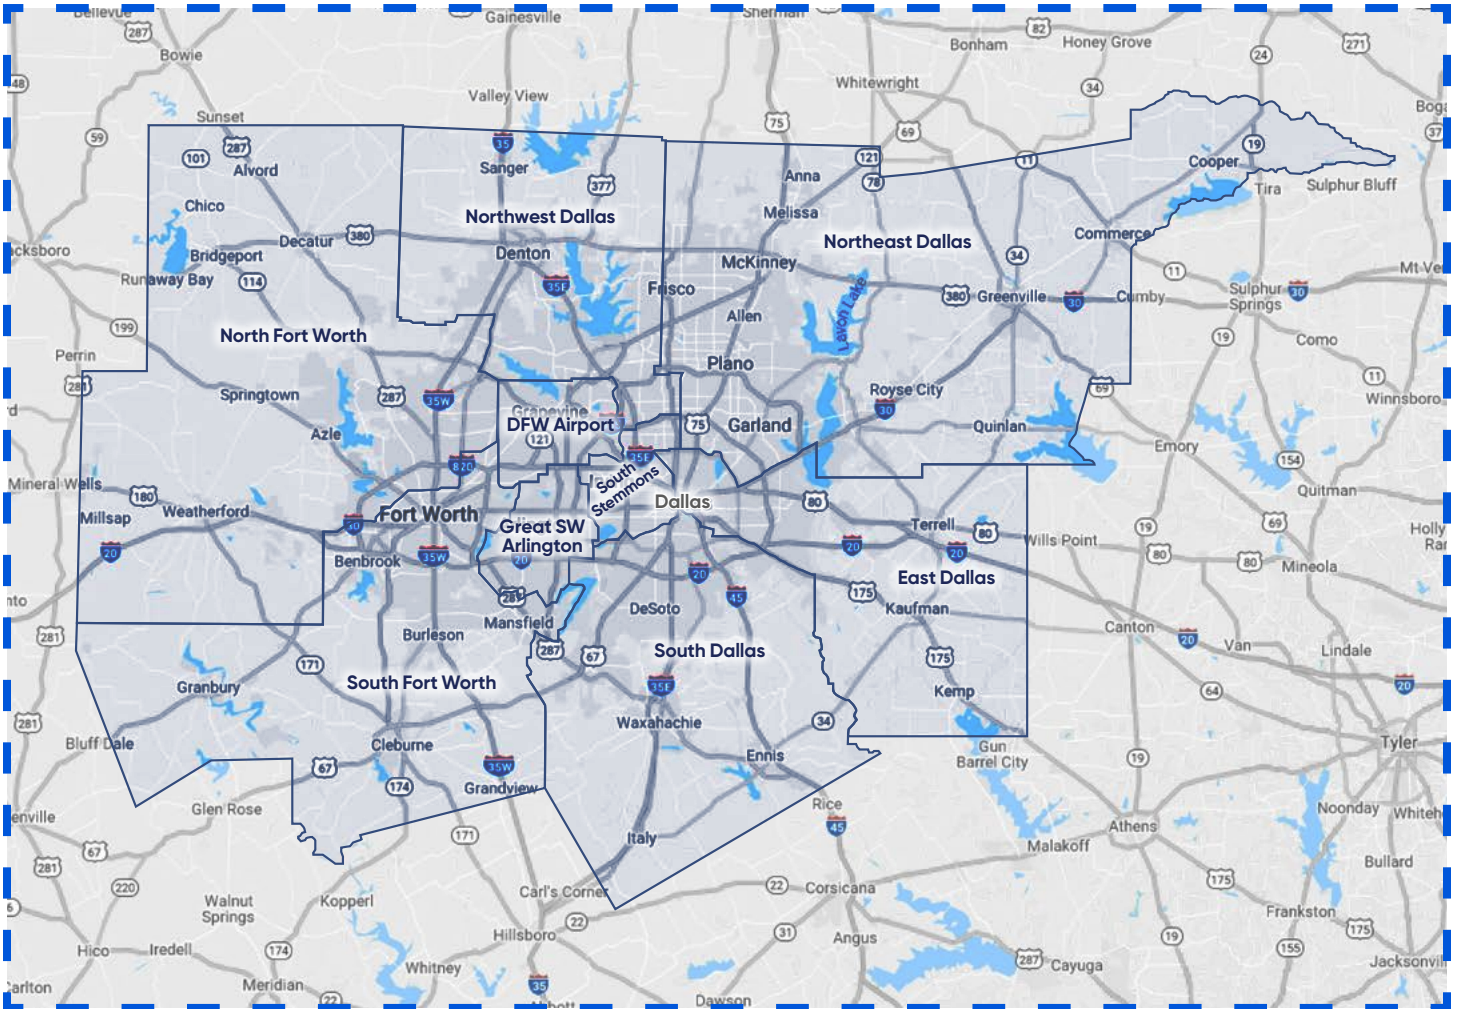 Bellevue
Gainesville
Sherman
287
82
Bonham
Honey Grove
271
24
Bowie
48
Valley View
Whitewright
34
Sunset
59
75
69
37
35
121
19
101
287
Alvord
Sanger
377
Anna
78
11
Cooper
Tira
Sulphur Bluff
Chico
Northwest Dallas
Melissa
Northeast Dallas
Commerce
Decatur
380
Denton
McKinney
34
Bridgeport
Runaway Bay
114
35E
Frisco
Lavon Lake
380
Greenville
30
Cumby
11
Sulphur
Springs
30
199
North Fort Worth
Allen
19
Como
Perrin
281
Plano
11
Winnsboro
Springtown
287
35W
Royse City
30
69
Grapevine
DFW Airport
121
75
Garland
Quinlan
Azle
Emory
820
35E
154
Mineral Wells
180
South
Stemmons
Dallas
80
Quitman
Millsap
Weatherford
30
Fort Worth
Great SW
Arlington
Terrell
80
19
69
Wills Point
80
80
Mineola
20
Benbrook
35W
20
20
20
20
East Dallas
287
45
175
Kaufman
Mansfield
DeSoto
281
Burleson
287
67
South Dallas
Canton
20
Van
Lindale
171
175
Granbury
South Fort Worth
35E
Kemp
64
20
281
Waxahachie
34
Bluff Dale
Cleburne
Ennis
Gun
Barrel City
Tyler
67
174
35W
Grandview
19
Glen Rose
Rice
45
Noonday
171
Italy
Athens
67
Malakoff
281
Bullard
220
Carl's Corner
22
Corsicana
175
Walnut
Springs
Kopperl
22
Frankston
Hillsboro
31
Angus
19
175
Hico
Iredell
174
155
Whitney
287
Cayuga
Meridian
35
22
Dawson